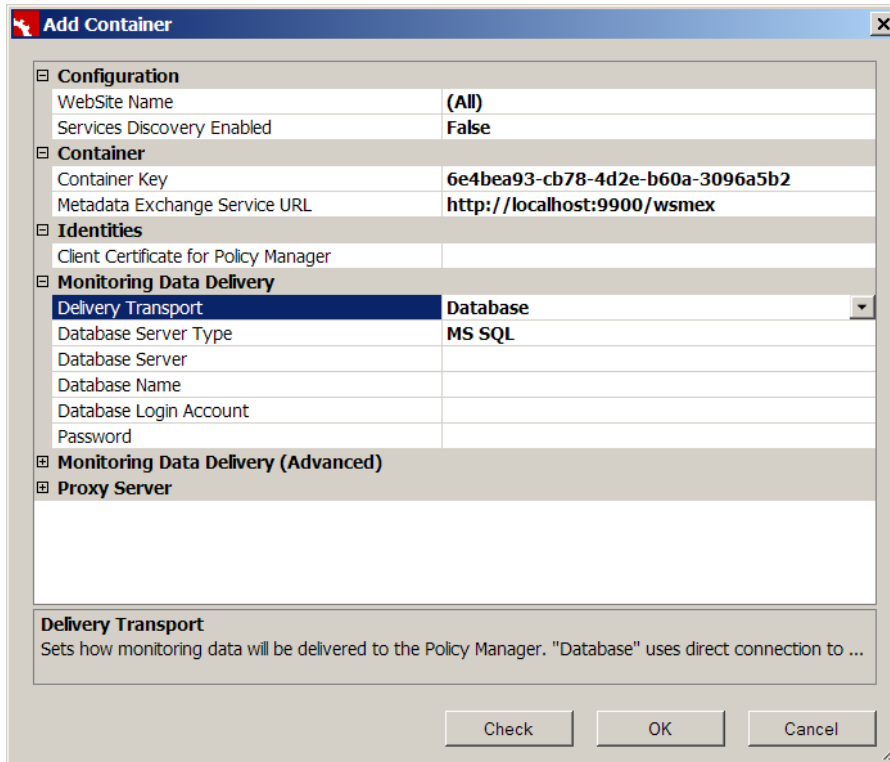 Add Container
Configuration
WebSite Name (All)
Services Discovery Enabled False
Container
Container Key 6e4bea93-cb78-4d2e-b60a-3096a5b2
Metadata Exchange Service URL http://localhost:9900/wsmex
Identities
Client Certificate for Policy Manager
Monitoring Data Delivery
Delivery Transport Database
Database Server Type MS SQL
Database Server
Database Name
Database Login Account
Password
Monitoring Data Delivery (Advanced)
Proxy Server
Delivery Transport
Sets how monitoring data will be delivered to the Policy Manager. "Database" uses direct connection to ...
Check OK Cancel